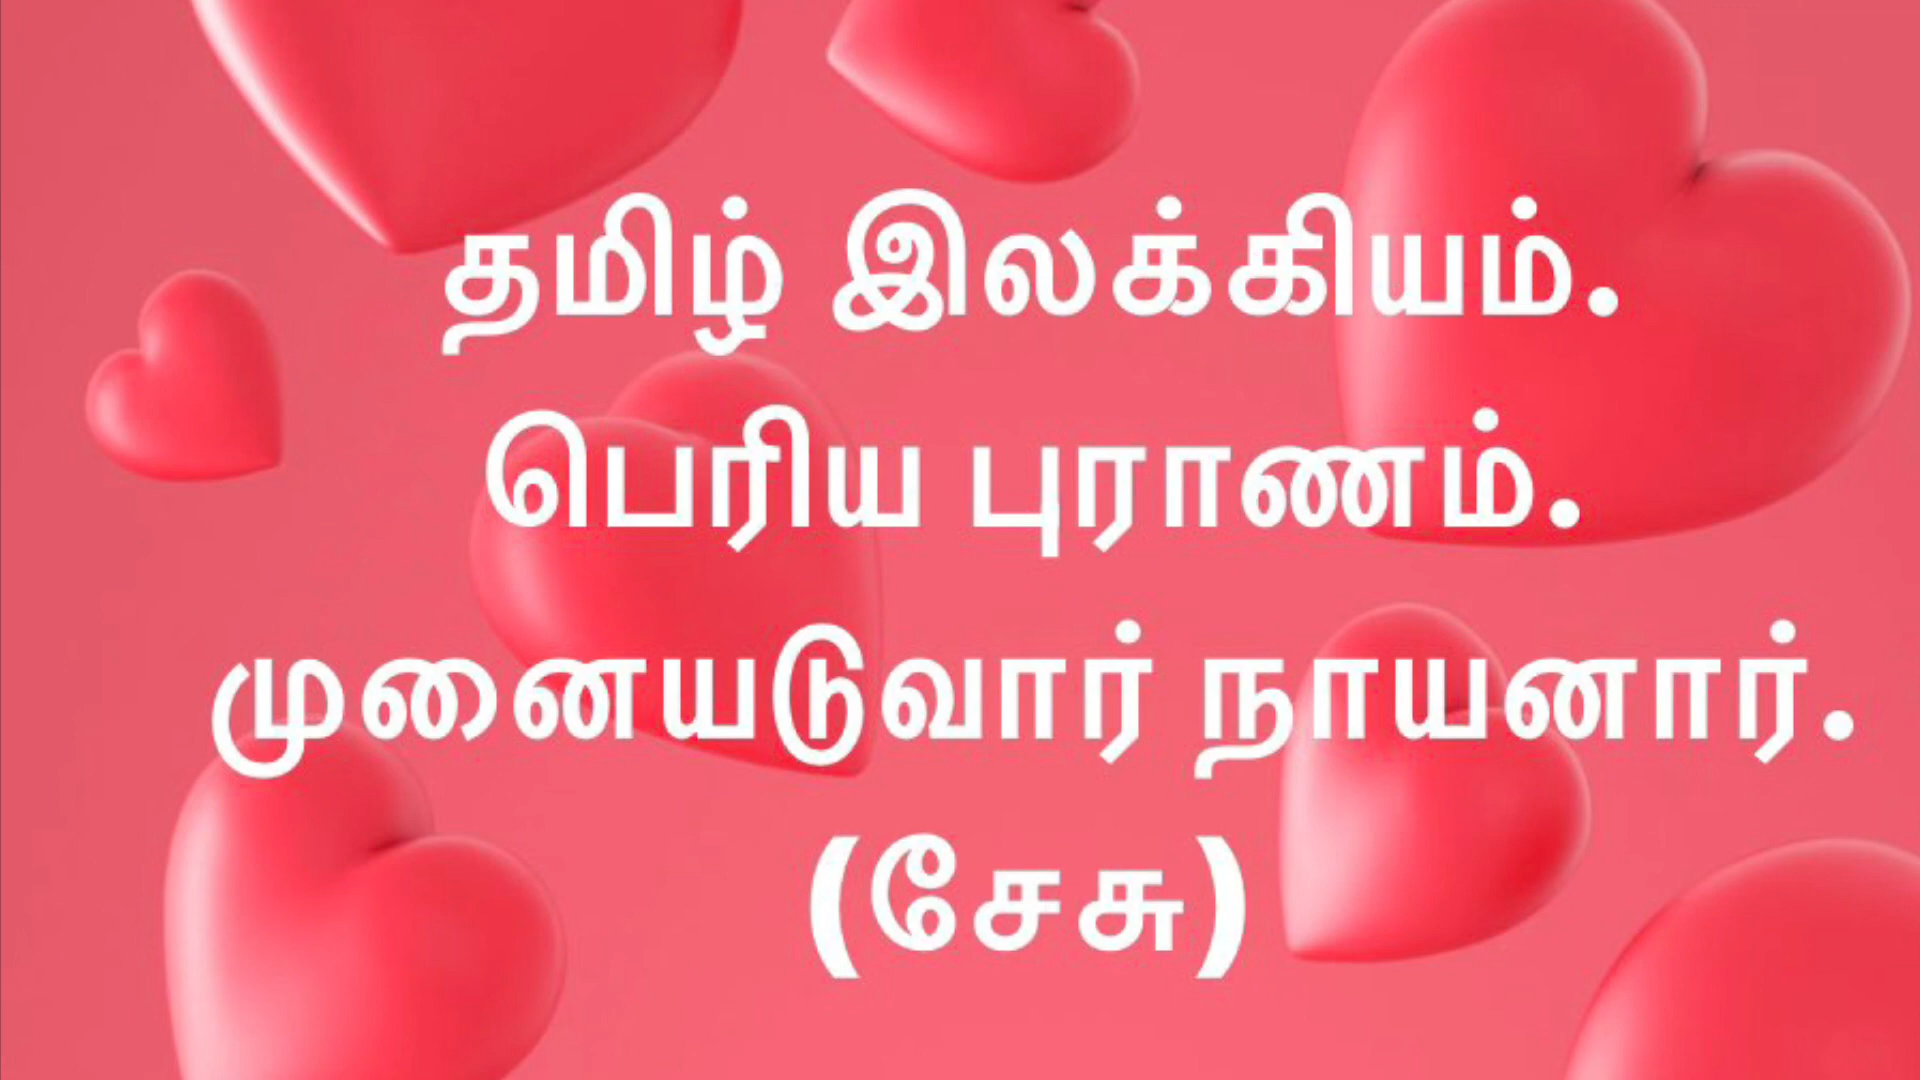 தமிழ் இலக்கியம்.
பெரிய புராணம்.
முனையடுவார் நாயனார்.
(சேசு)